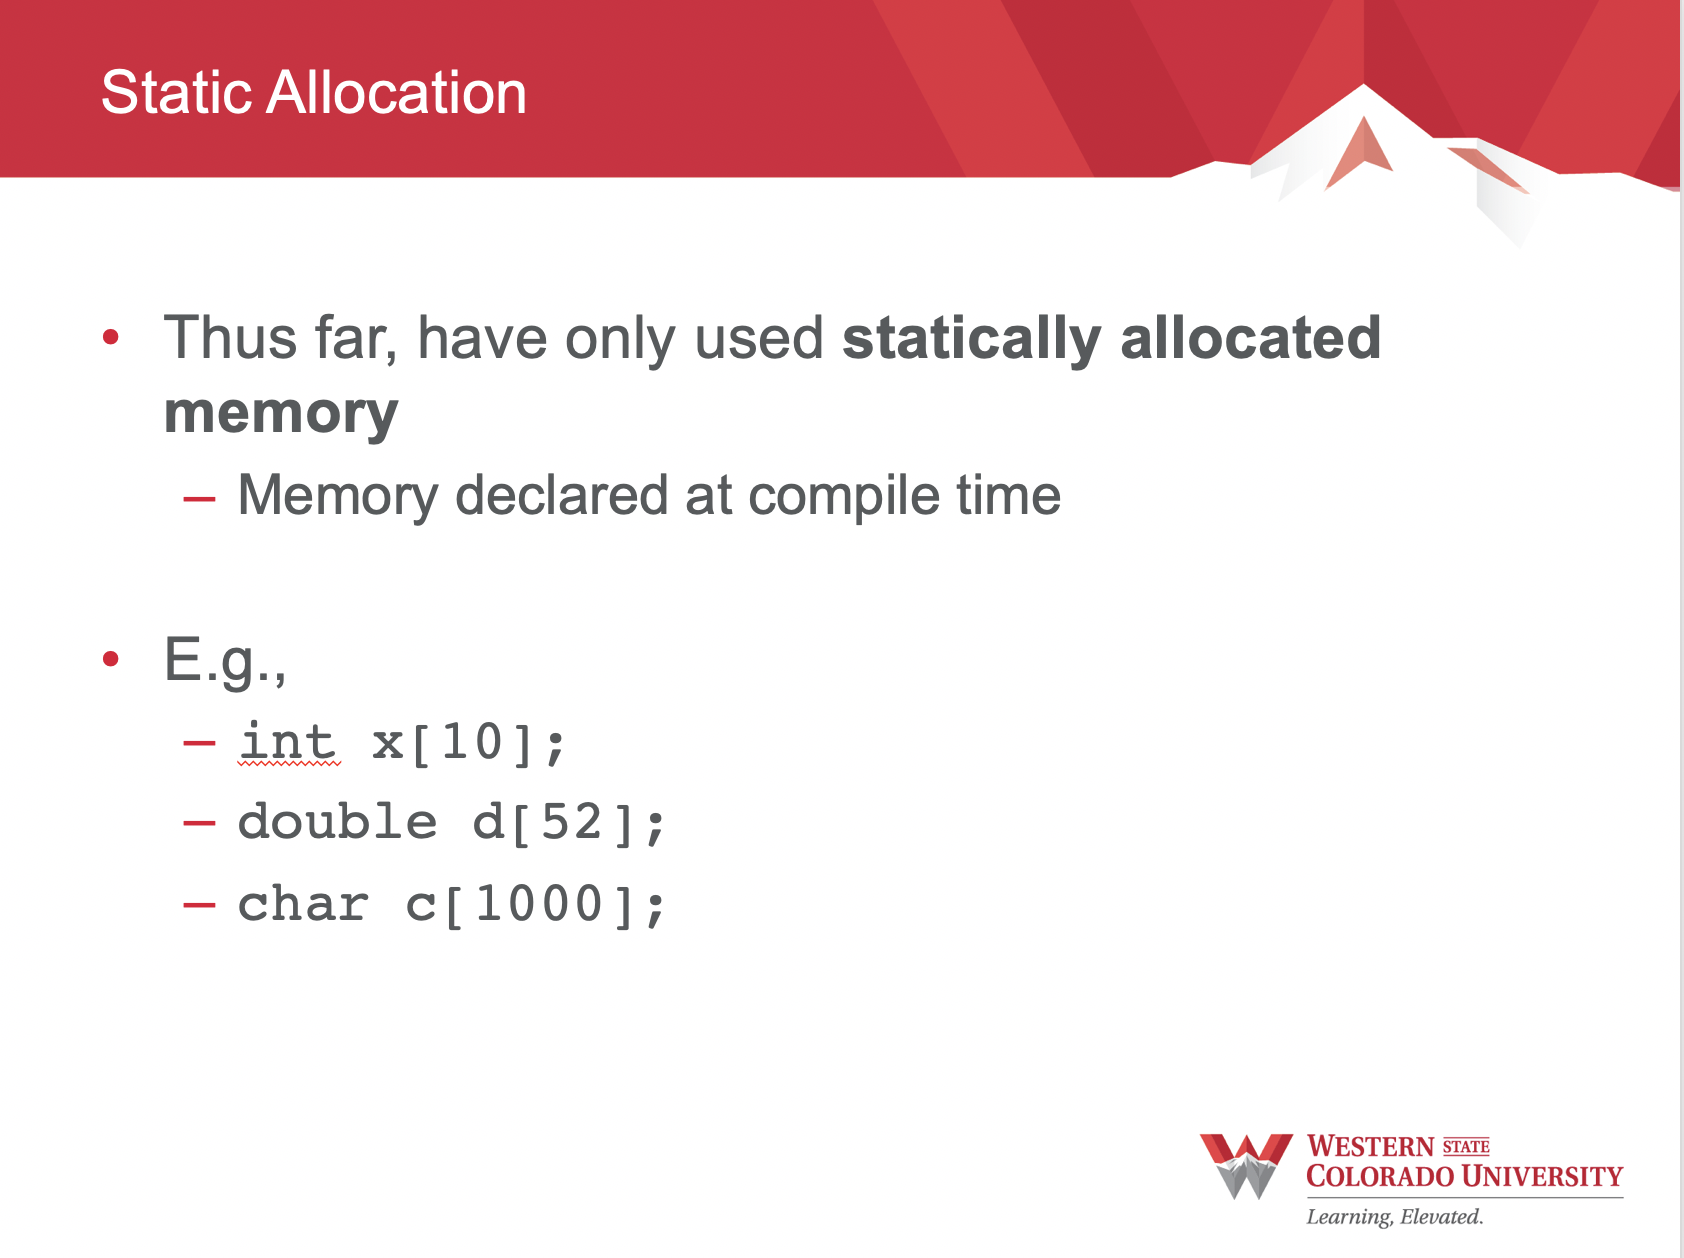 Static Allocation
• Thus far, have only used statically allocated
memory
– Memory declared at compile time
• E.g.,
– int x[10];
– double d[52];
– char c[1000];
WESTERN STATE
COLORADO UNIVERSITY
Learning, Elevated.